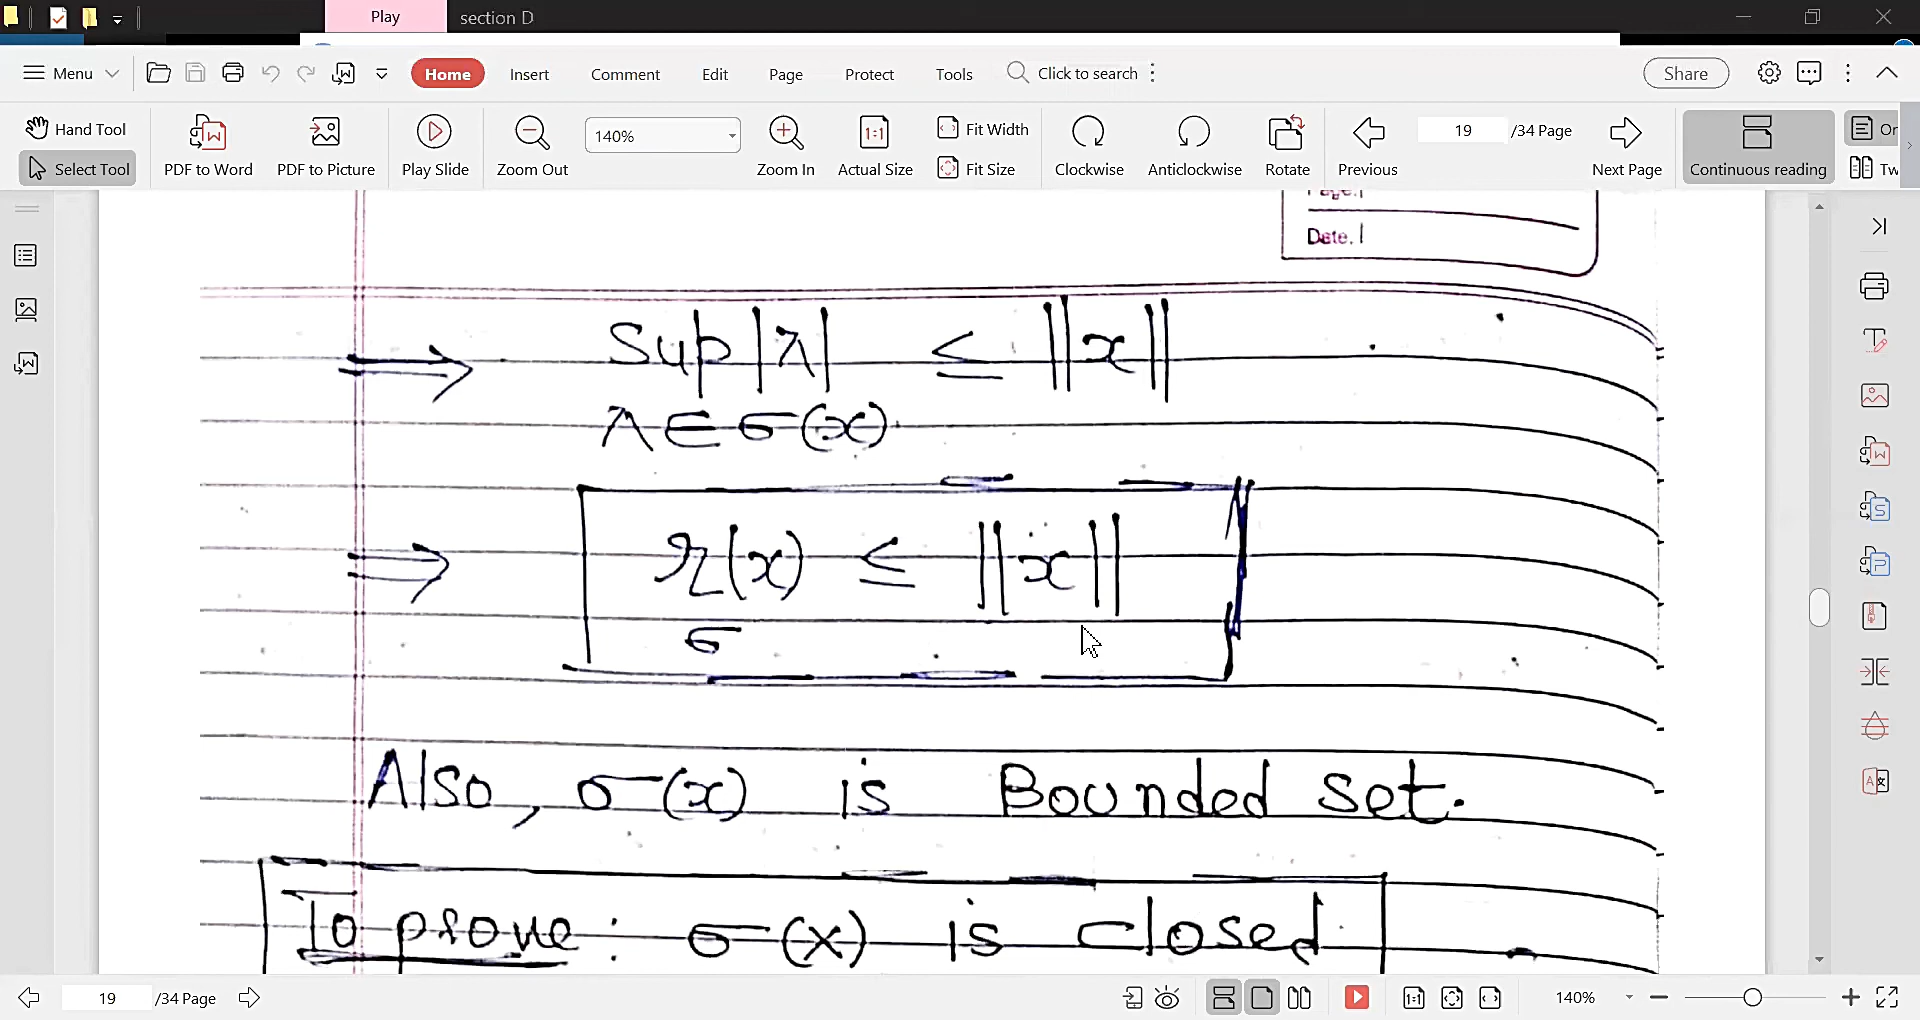 Play section D
Menu Home Insert Comment Edit Page Protect Tools Click to search Share
Hand Tool Select Tool PDF to Word PDF to Picture Play Slide Zoom Out 140% Zoom In 1:1 Actual Size Fit Width Fit Size Clockwise Anticlockwise Rotate Previous 19 /34 Page Next Page Continuous reading
Page.
Date.
⟹ Sup|λ| ≤ ||x||
λ∈σ(x)
⟹ r(x) ≤ ||x||
σ
Also, σ(x) is Bounded set.
To prove: σ(x) is closed
19 /34 Page 140%